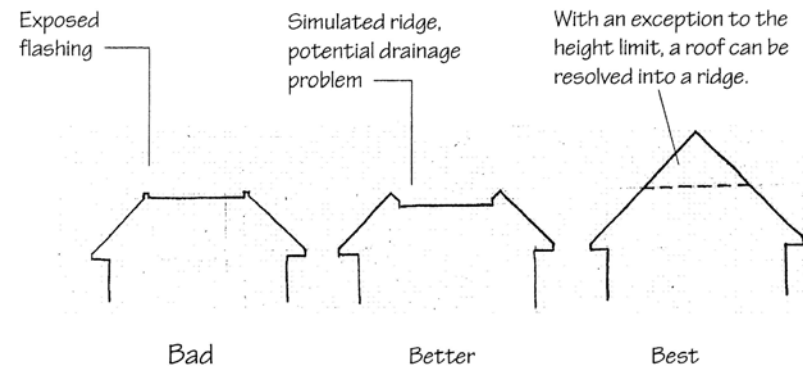 Exposed
flashing
Simulated ridge,
potential drainage
problem
With an exception to the
height limit, a roof can be
resolved into a ridge.
Bad
Better
Best